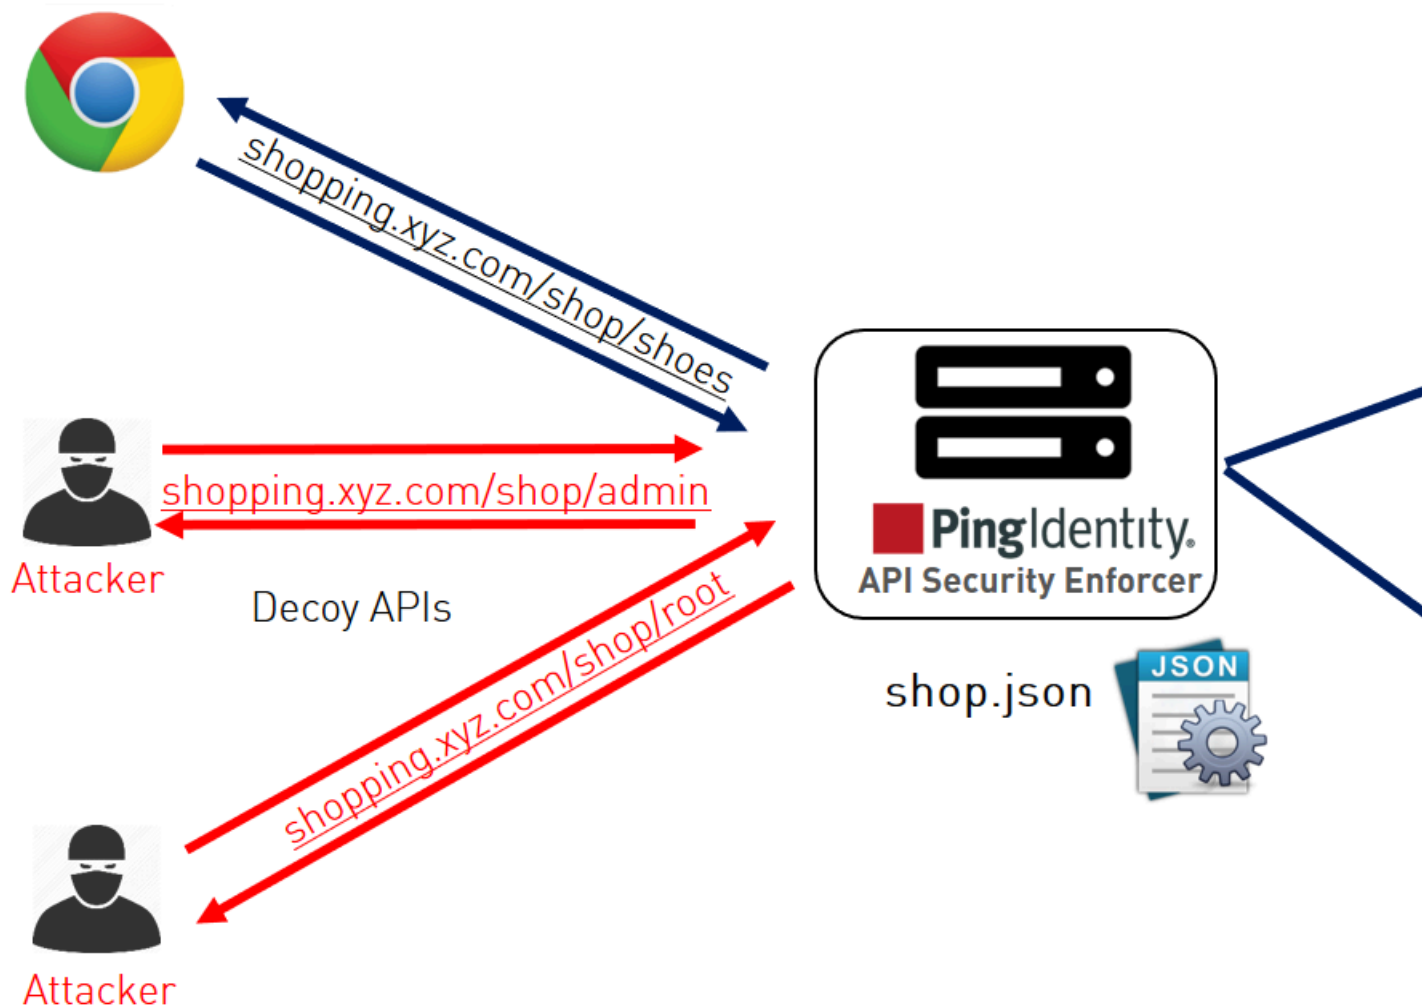 shopping.xyz.com/shop/shoes
shopping.xyz.com/shop/admin
Attacker
Decoy APIs
shopping.xyz.com/shop/root
PingIdentity®
API Security Enforcer
shop.json
JSON
Attacker